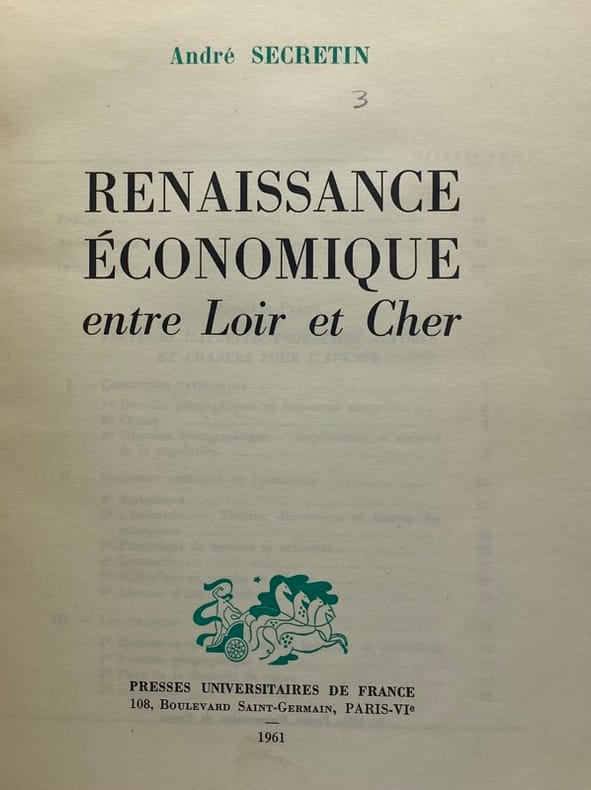 André SECRETIN
3
RENAISSANCE
ÉCONOMIQUE
entre Loir et Cher
PRESSES UNIVERSITAIRES DE FRANCE
108, BOULEVARD SAINT-GERMAIN, PARIS-VIe
1961